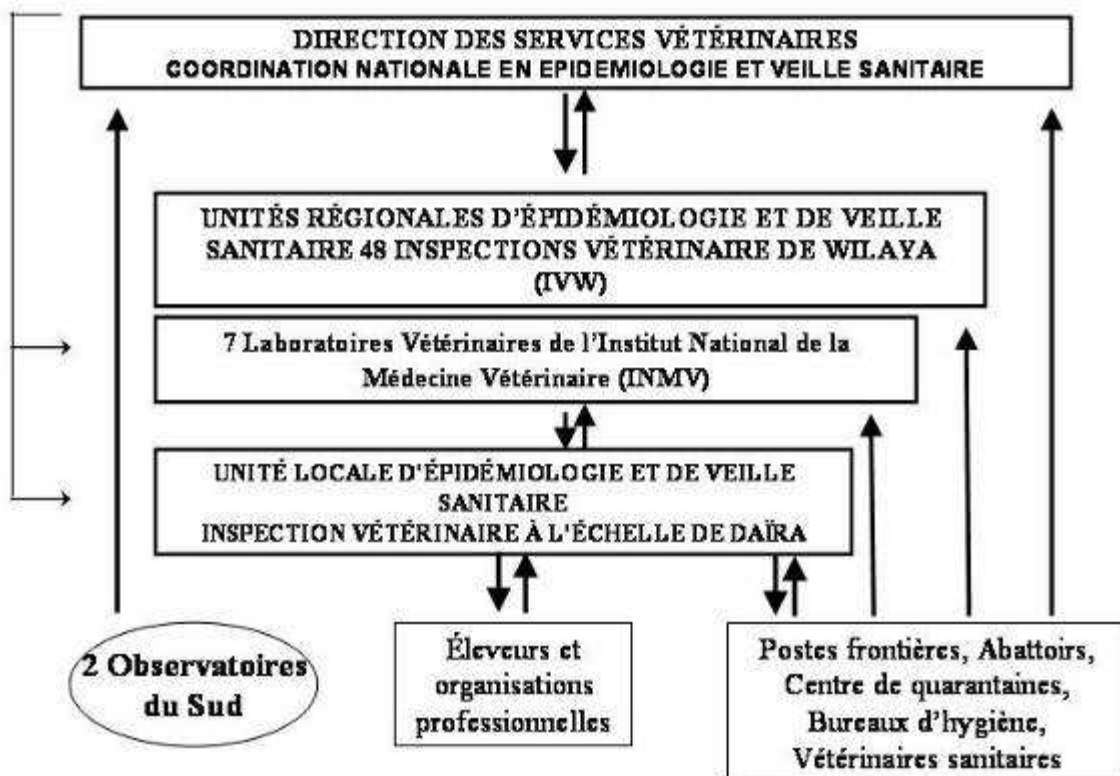 DIRECTION DES SERVICES VÉTÉRINAIRES
COORDINATION NATIONALE EN EPIDEMIOLOGIE ET VEILLE SANITAIRE
UNITÉS RÉGIONALES D'ÉPIDÉMIOLOGIE ET DE VEILLE
SANITAIRE 48 INSPECTIONS VÉTÉRINAIRE DE WILAYA
(IVW)
7 Laboratoires Vétérinaires de l'Institut National de la
Médecine Vétérinaire (INMV)
UNITÉ LOCALE D'ÉPIDÉMIOLOGIE ET DE VEILLE
SANITAIRE
INSPECTION VÉTÉRINAIRE À L'ÉCHELLE DE DAÏRA
2 Observatoires
du Sud
Éleveurs et
organisations
professionnelles
Postes frontières, Abattoirs,
Centre de quarantaines,
Bureaux d'hygiène,
Vétérinaires sanitaires